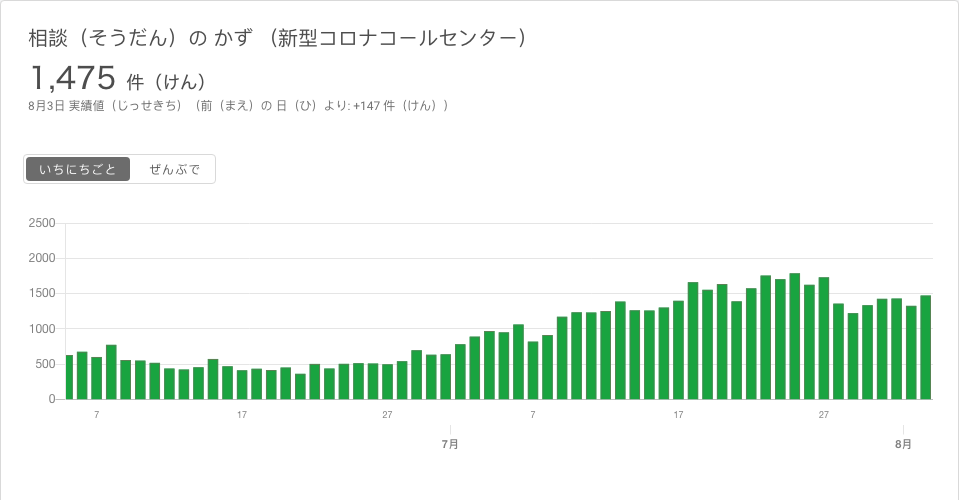 相談（そうだん）の かず （新型コロナコールセンター）
1,475 件（けん）
8月3日 実績値（じっせきち）（前（まえ）の 日（ひ）より: +147 件（けん））
いちにちごと ぜんぶで
2500
2000
1500
1000
500
0
7 17 27 7 17 27
7月 8月